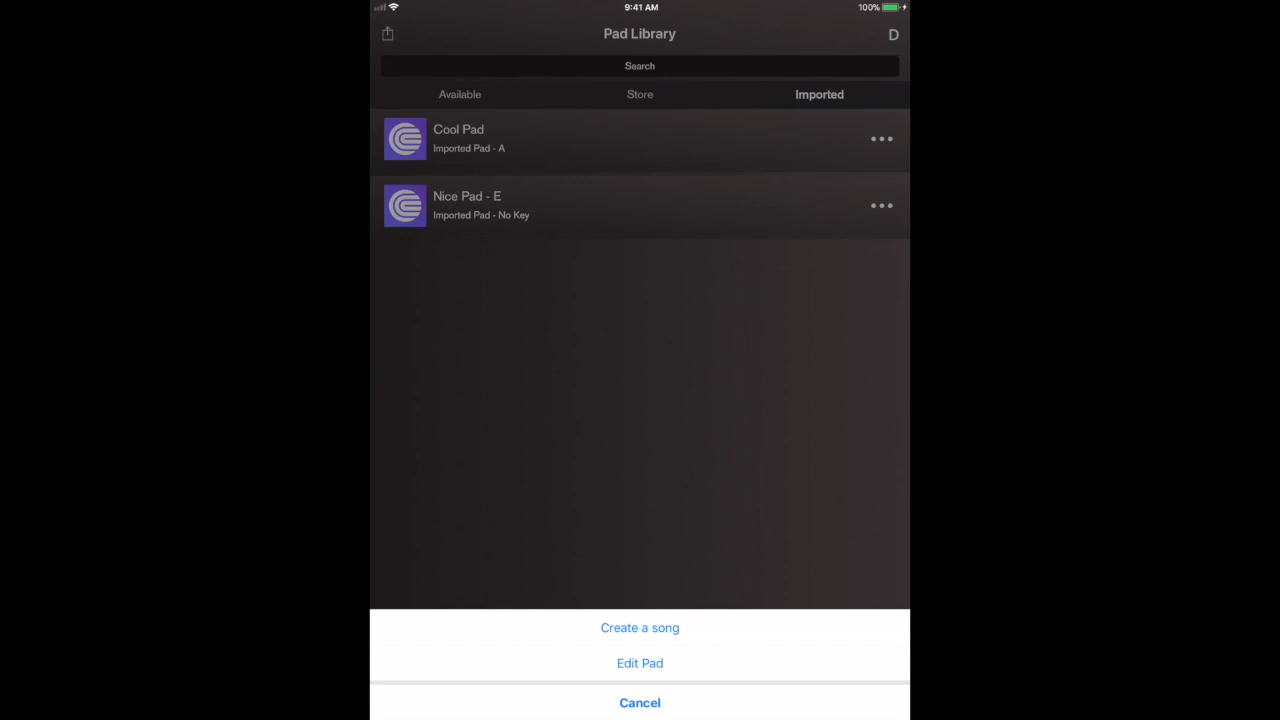 9:41 AM
100%
Pad Library
D
Search
Available
Store
Imported
Cool Pad
Imported Pad - A
Nice Pad - E
Imported Pad - No Key
Create a song
Edit Pad
Cancel